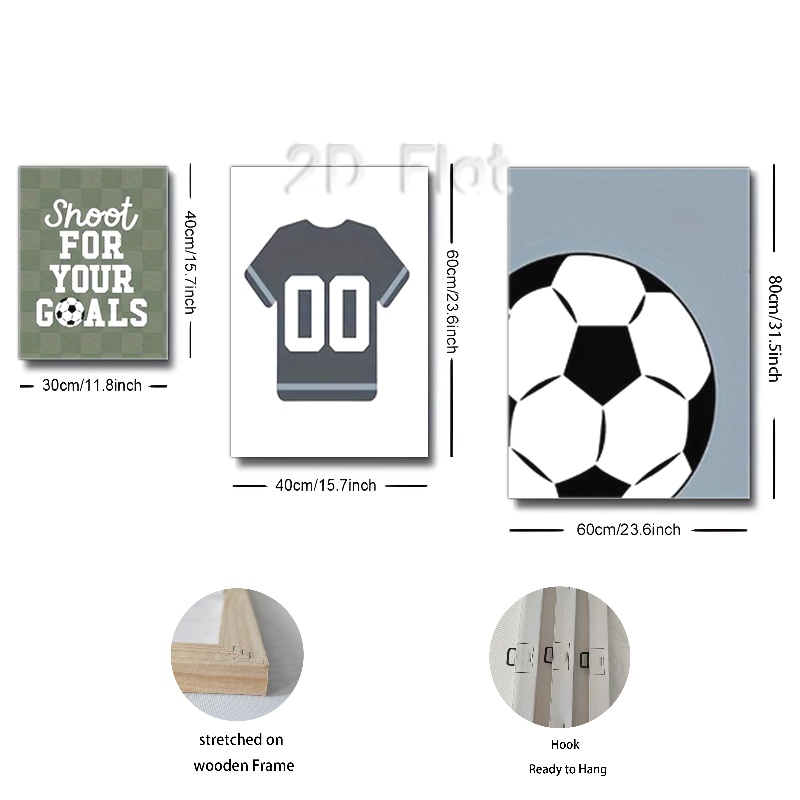 2D Flat
Shoot
FOR
YOUR
GOALS
40cm/15.7inch
30cm/11.8inch
00
60cm/23.6inch
40cm/15.7inch
80cm/31.5inch
60cm/23.6inch
stretched on
wooden Frame
Hook
Ready to Hang